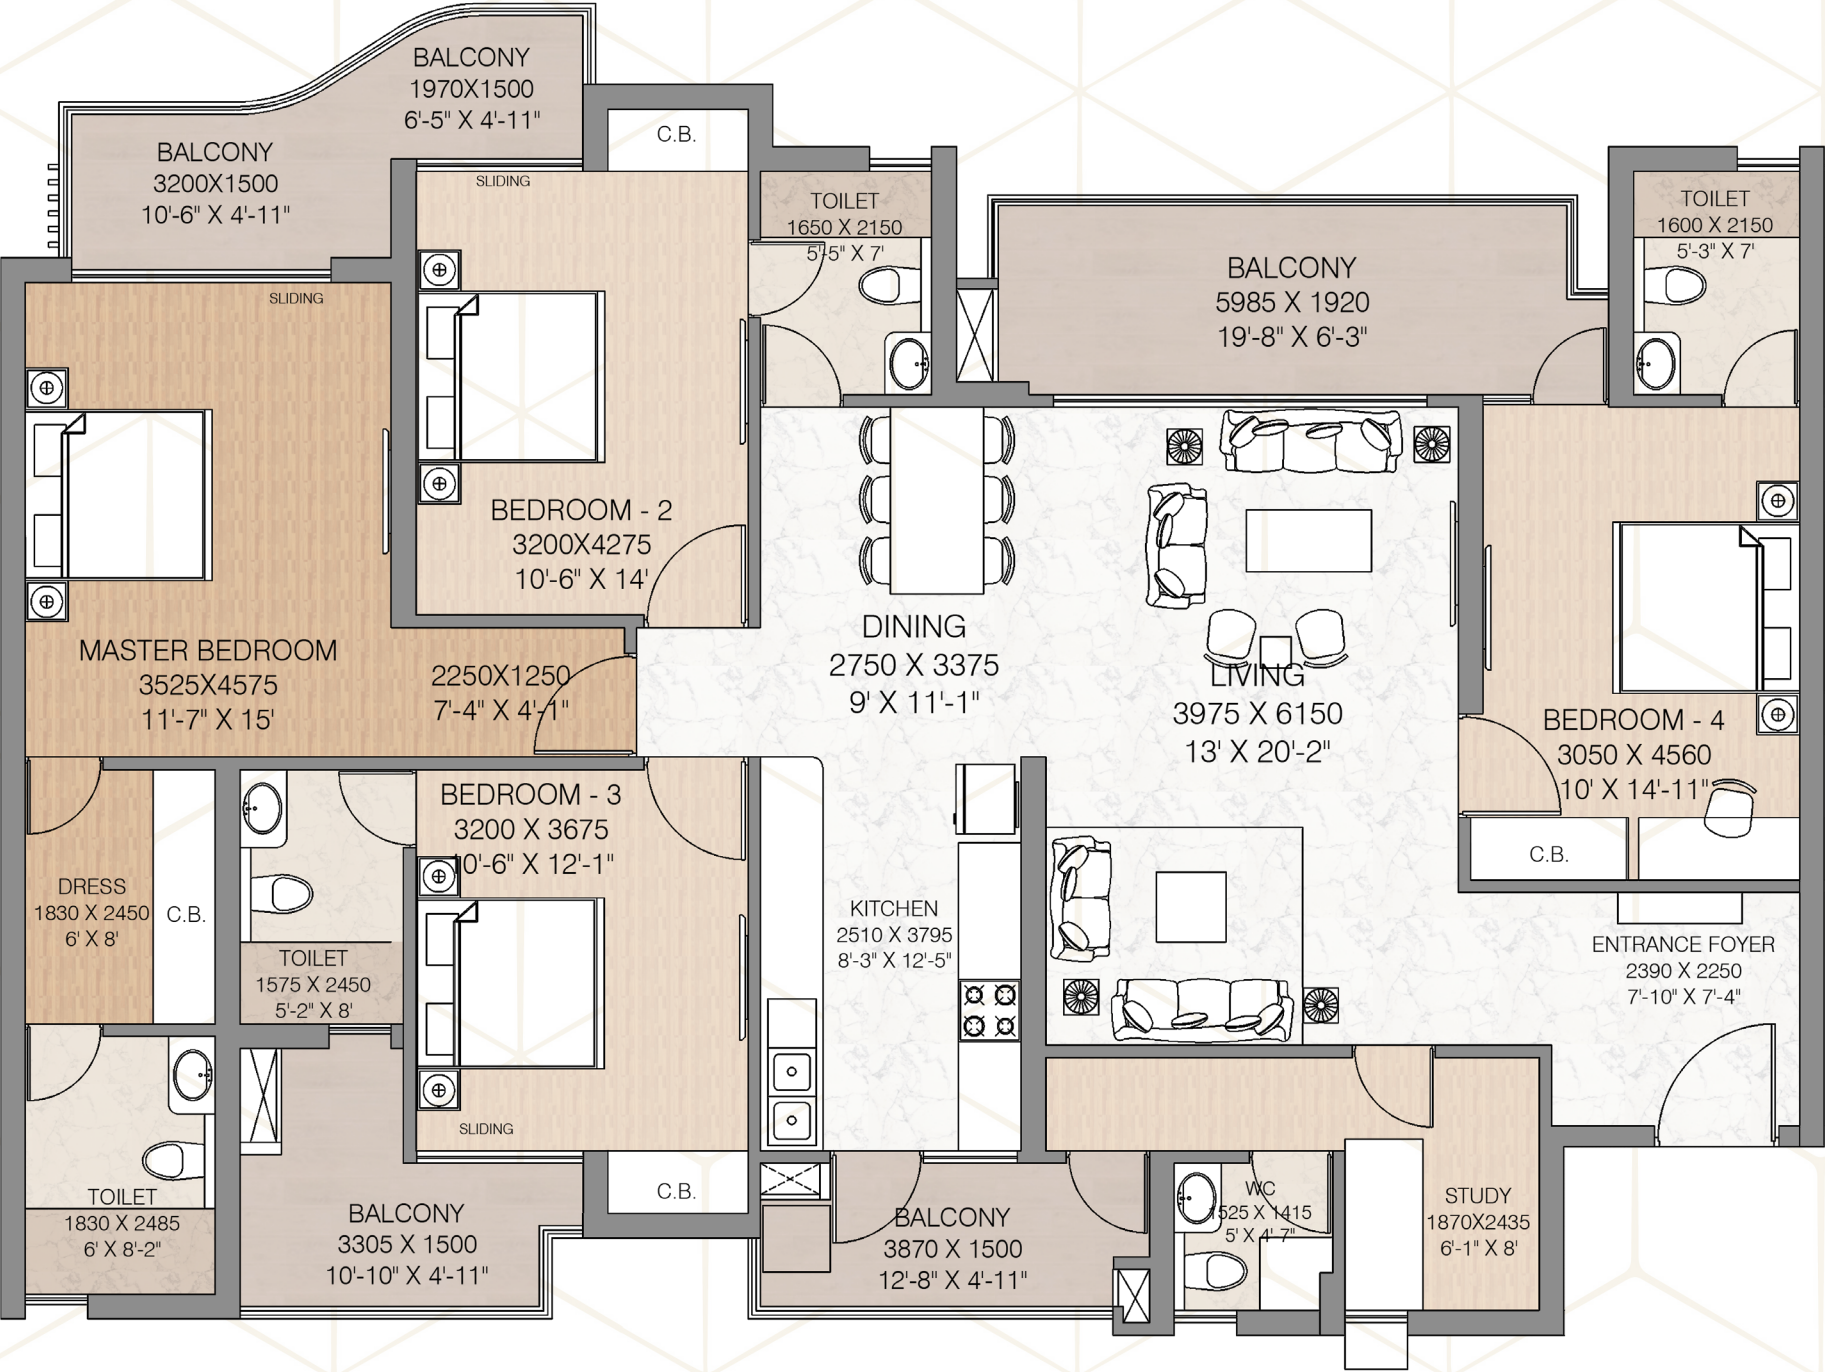 BALCONY
1970X1500
6'-5" X 4'-11"
BALCONY
3200X1500
10'-6" X 4'-11"
C.B.
SLIDING
TOILET
1650 X 2150
5'-5" X 7'
TOILET
1600 X 2150
5'-3" X 7'
BALCONY
5985 X 1920
19'-8" X 6'-3"
SLIDING
BEDROOM - 2
3200X4275
10'-6" X 14'
MASTER BEDROOM
3525X4575
11'-7" X 15'
2250X1250
7'-4" X 4'-1"
DINING
2750 X 3375
9' X 11'-1"
LIVING
3975 X 6150
13' X 20'-2"
BEDROOM - 4
3050 X 4560
10' X 14'-11"
C.B.
BEDROOM - 3
3200 X 3675
10'-6" X 12'-1"
DRESS
1830 X 2450
6' X 8'
C.B.
TOILET
1575 X 2450
5'-2" X 8'
KITCHEN
2510 X 3795
8'-3" X 12'-5"
ENTRANCE FOYER
2390 X 2250
7'-10" X 7'-4"
SLIDING
TOILET
1830 X 2485
6' X 8'-2"
BALCONY
3305 X 1500
10'-10" X 4'-11"
C.B.
BALCONY
3870 X 1500
12'-8" X 4'-11"
WC
1525 X 1415
5' X 4'-7"
STUDY
1870X2435
6'-1" X 8'